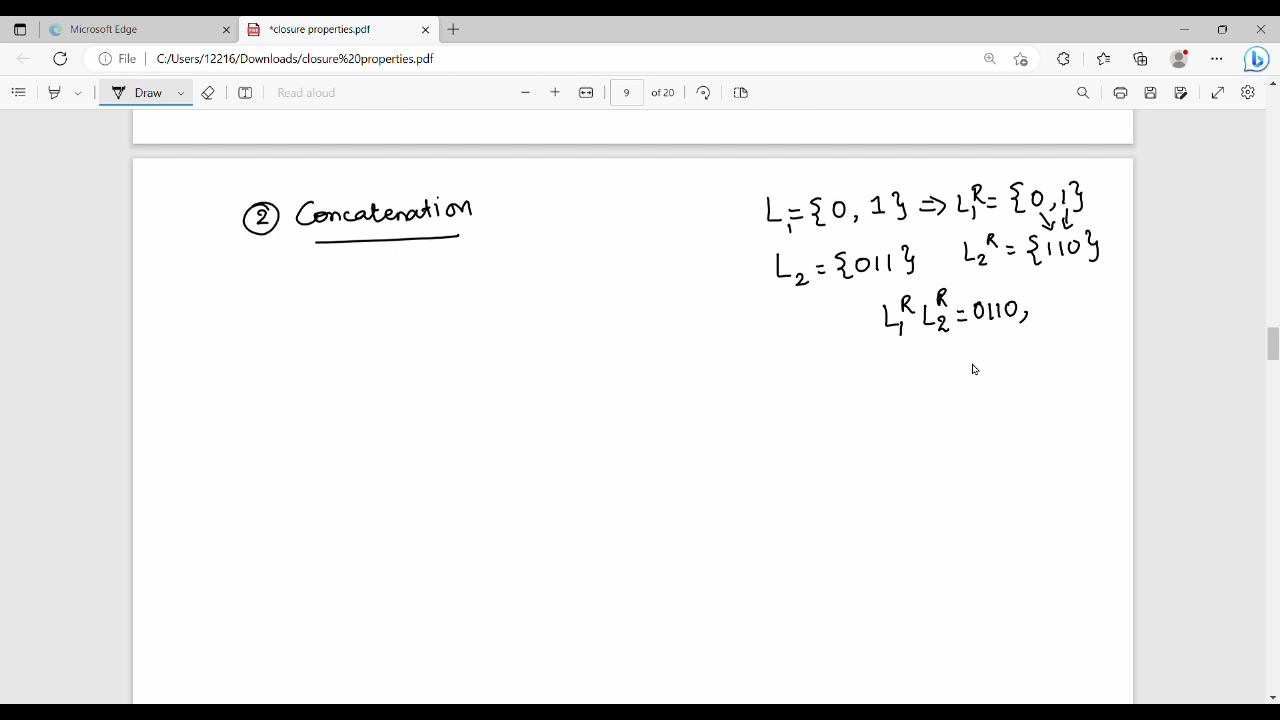 Microsoft Edge
*closure properties.pdf
File
C:/Users/12216/Downloads/closure%20properties.pdf
Draw
Read aloud
9 of 20
② Concatenation
L₁={0, 1} ⇒ L₁ᴿ= {0,1}
L₂ = {011} L₂ᴿ = {110}
L₁ᴿ L₂ᴿ = 0110,